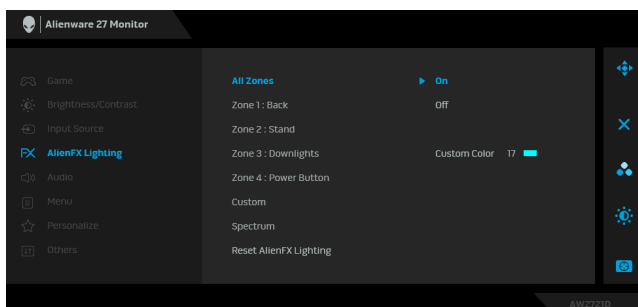 Alienware 27 Monitor
Game
Brightness/Contrast
Input Source
FX AlienFX Lighting
Audio
Menu
Personalize
Others
All Zones On
Zone 1 : Back Off
Zone 2 : Stand
Zone 3 : Downlights Custom Color 17
Zone 4 : Power Button
Custom
Spectrum
Reset AlienFX Lighting
AW2721D